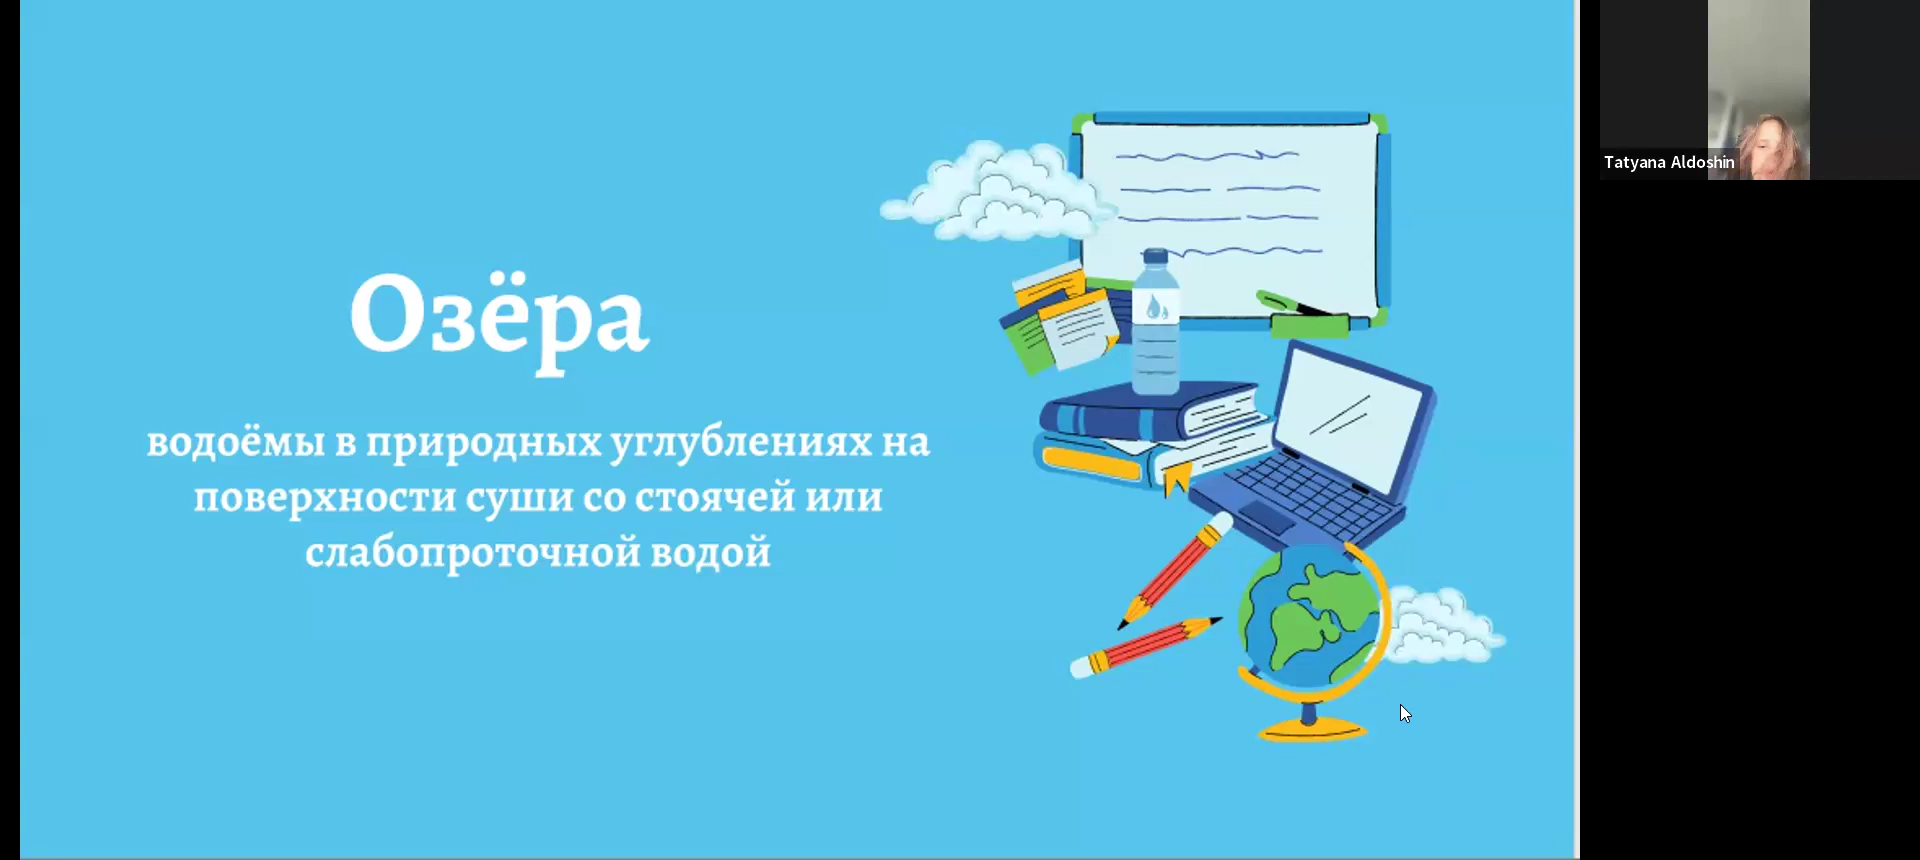 Озёра
водоёмы в природных углублениях на
поверхности суши со стоячей или
слабопроточной водой
Tatyana Aldoshin